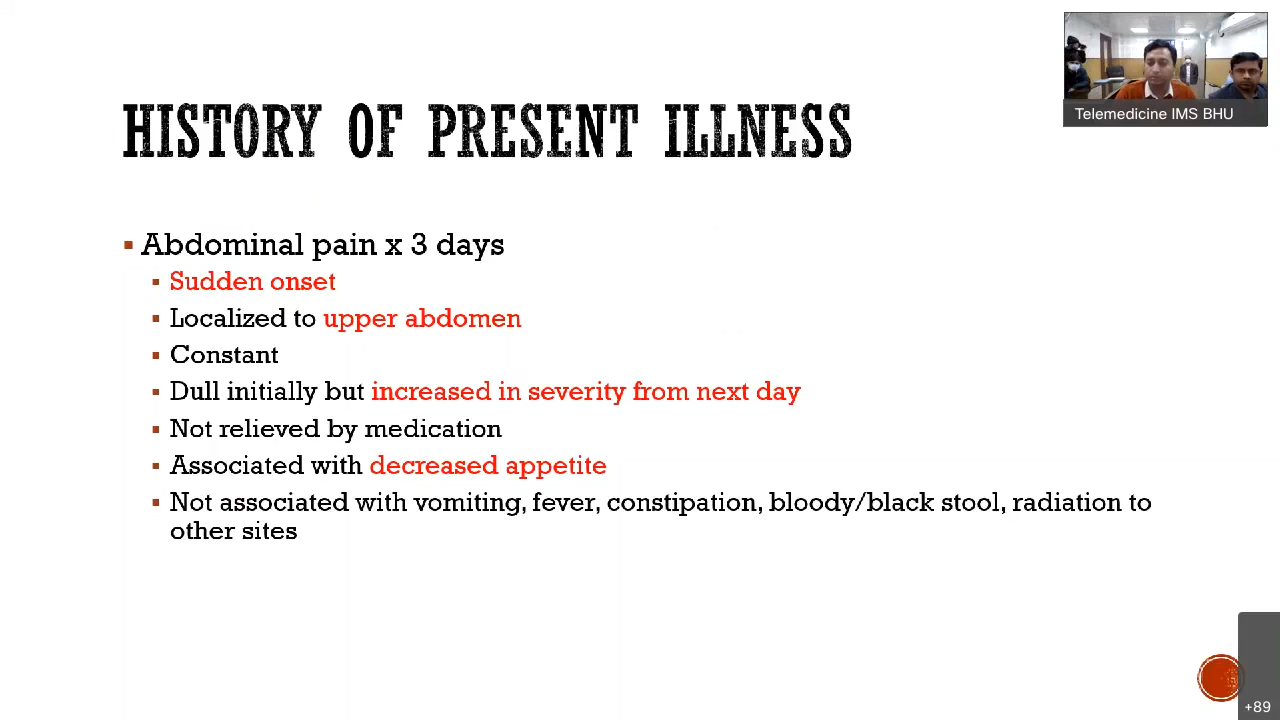 HISTORY OF PRESENT ILLNESS
Telemedicine IMS BHU
▪ Abdominal pain x 3 days
▪ Sudden onset
▪ Localized to upper abdomen
▪ Constant
▪ Dull initially but increased in severity from next day
▪ Not relieved by medication
▪ Associated with decreased appetite
▪ Not associated with vomiting, fever, constipation, bloody/black stool, radiation to
other sites
+89